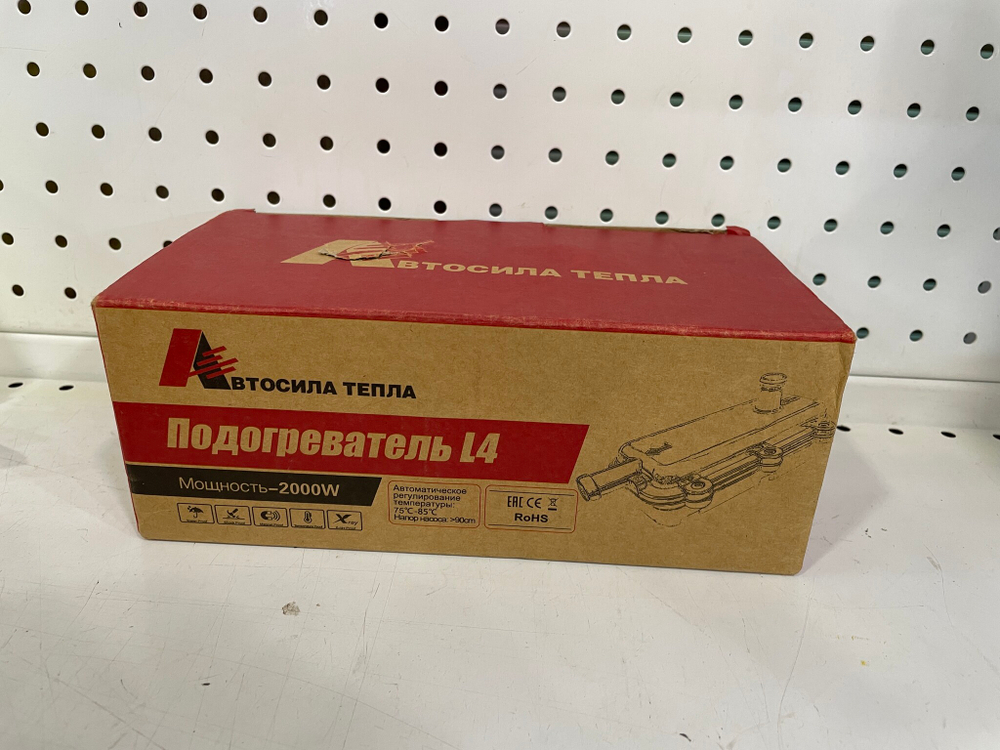 АВТОСИЛА ТЕПЛА
АВТОСИЛА ТЕПЛА
Подогреватель L4
Мощность-2000W
Автоматическое
регулирование
температуры:
75℃-85℃
Напор насоса: >90cm
EAC CE
RoHS
X ray